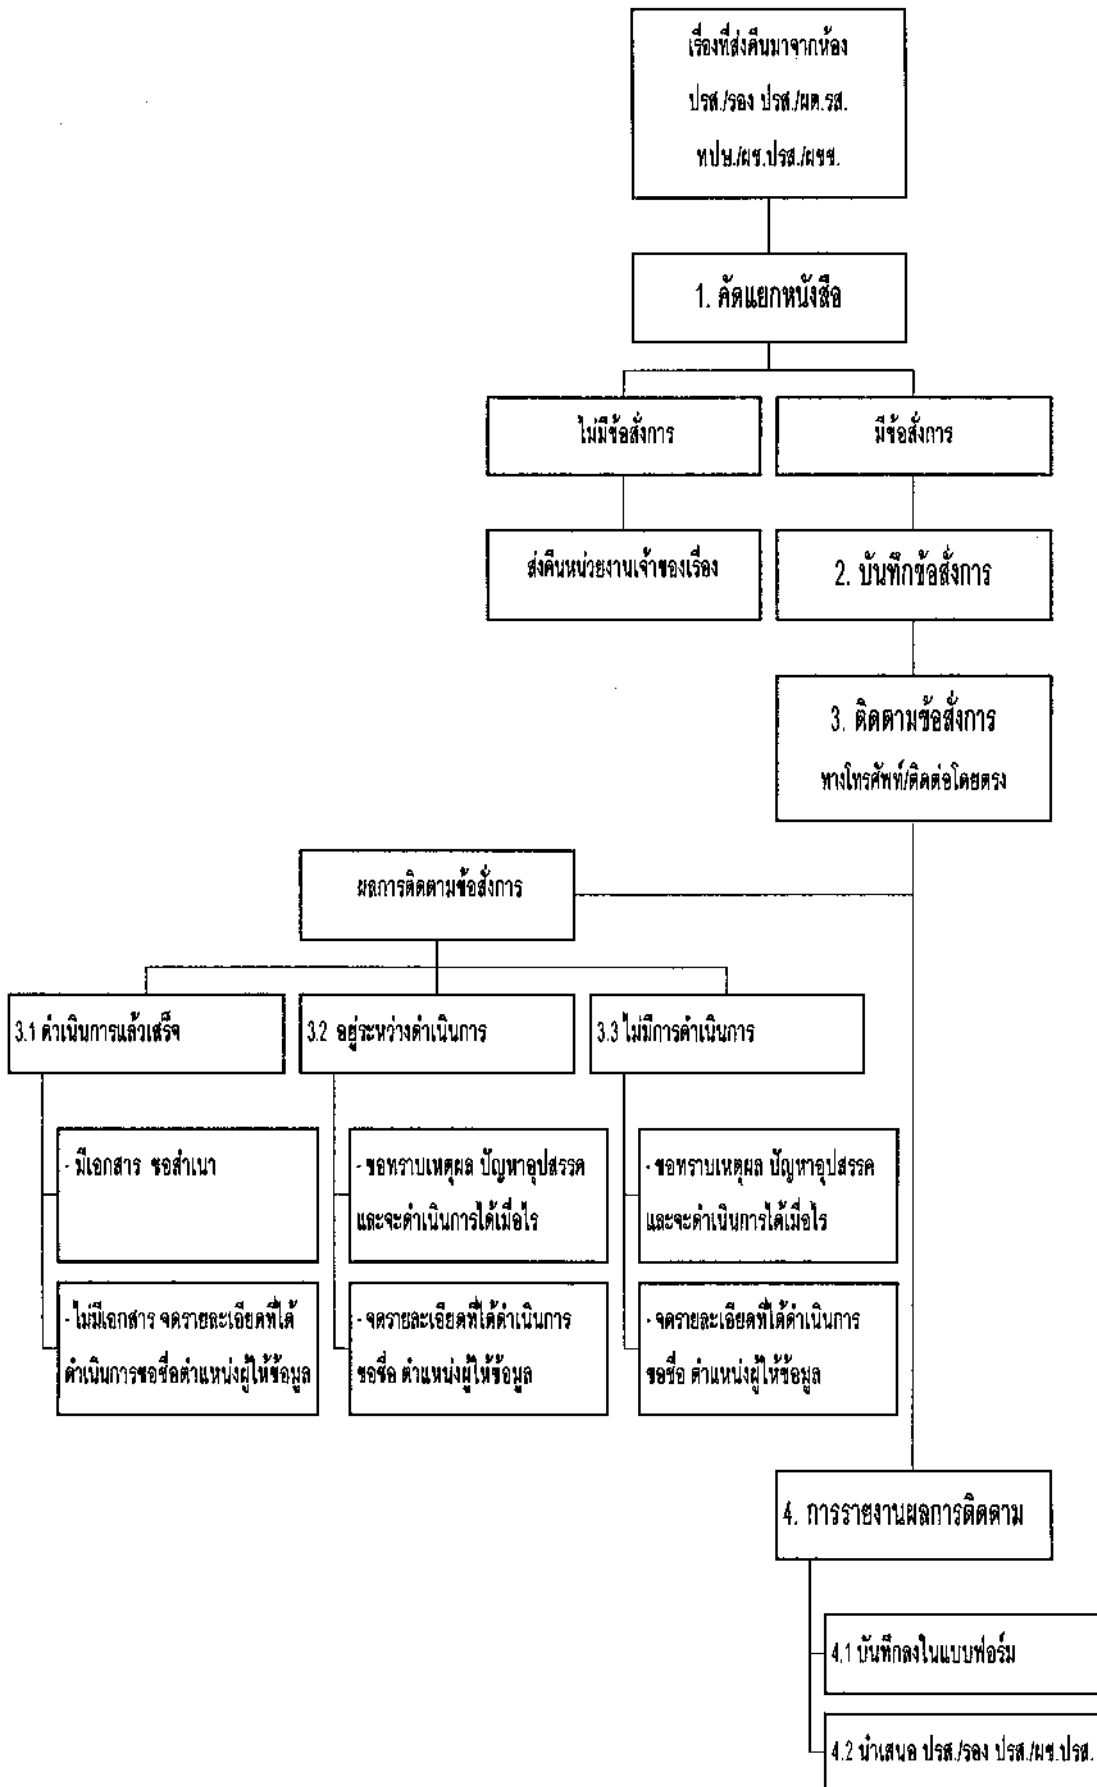 เรื่องที่ส่งคืนมาจากห้อง
ปรส./รอง ปรส./ผต.รส.
ทปษ./ผช.ปรส./ผชช.
1. คัดแยกหนังสือ
ไม่มีข้อสั่งการ
มีข้อสั่งการ
ส่งคืนหน่วยงานเจ้าของเรื่อง
2. บันทึกข้อสั่งการ
3. ติดตามข้อสั่งการ
ทางโทรศัพท์/ติดต่อโดยตรง
ผลการติดตามข้อสั่งการ
3.1 ดำเนินการแล้วเสร็จ
3.2 อยู่ระหว่างดำเนินการ
3.3 ไม่มีการดำเนินการ
- มีเอกสาร ขอสำเนา
- ขอทราบเหตุผล ปัญหาอุปสรรค
และจะดำเนินการได้เมื่อไร
- ขอทราบเหตุผล ปัญหาอุปสรรค
และจะดำเนินการได้เมื่อไร
- ไม่มีเอกสาร จดรายละเอียดที่ได้
ดำเนินการขอชื่อตำแหน่งผู้ให้ข้อมูล
- จดรายละเอียดที่ได้ดำเนินการ
ขอชื่อ ตำแหน่งผู้ให้ข้อมูล
- จดรายละเอียดที่ได้ดำเนินการ
ขอชื่อ ตำแหน่งผู้ให้ข้อมูล
4. การรายงานผลการติดตาม
4.1 บันทึกลงในแบบฟอร์ม
4.2 นำเสนอ ปรส./รอง ปรส./ผช.ปรส.